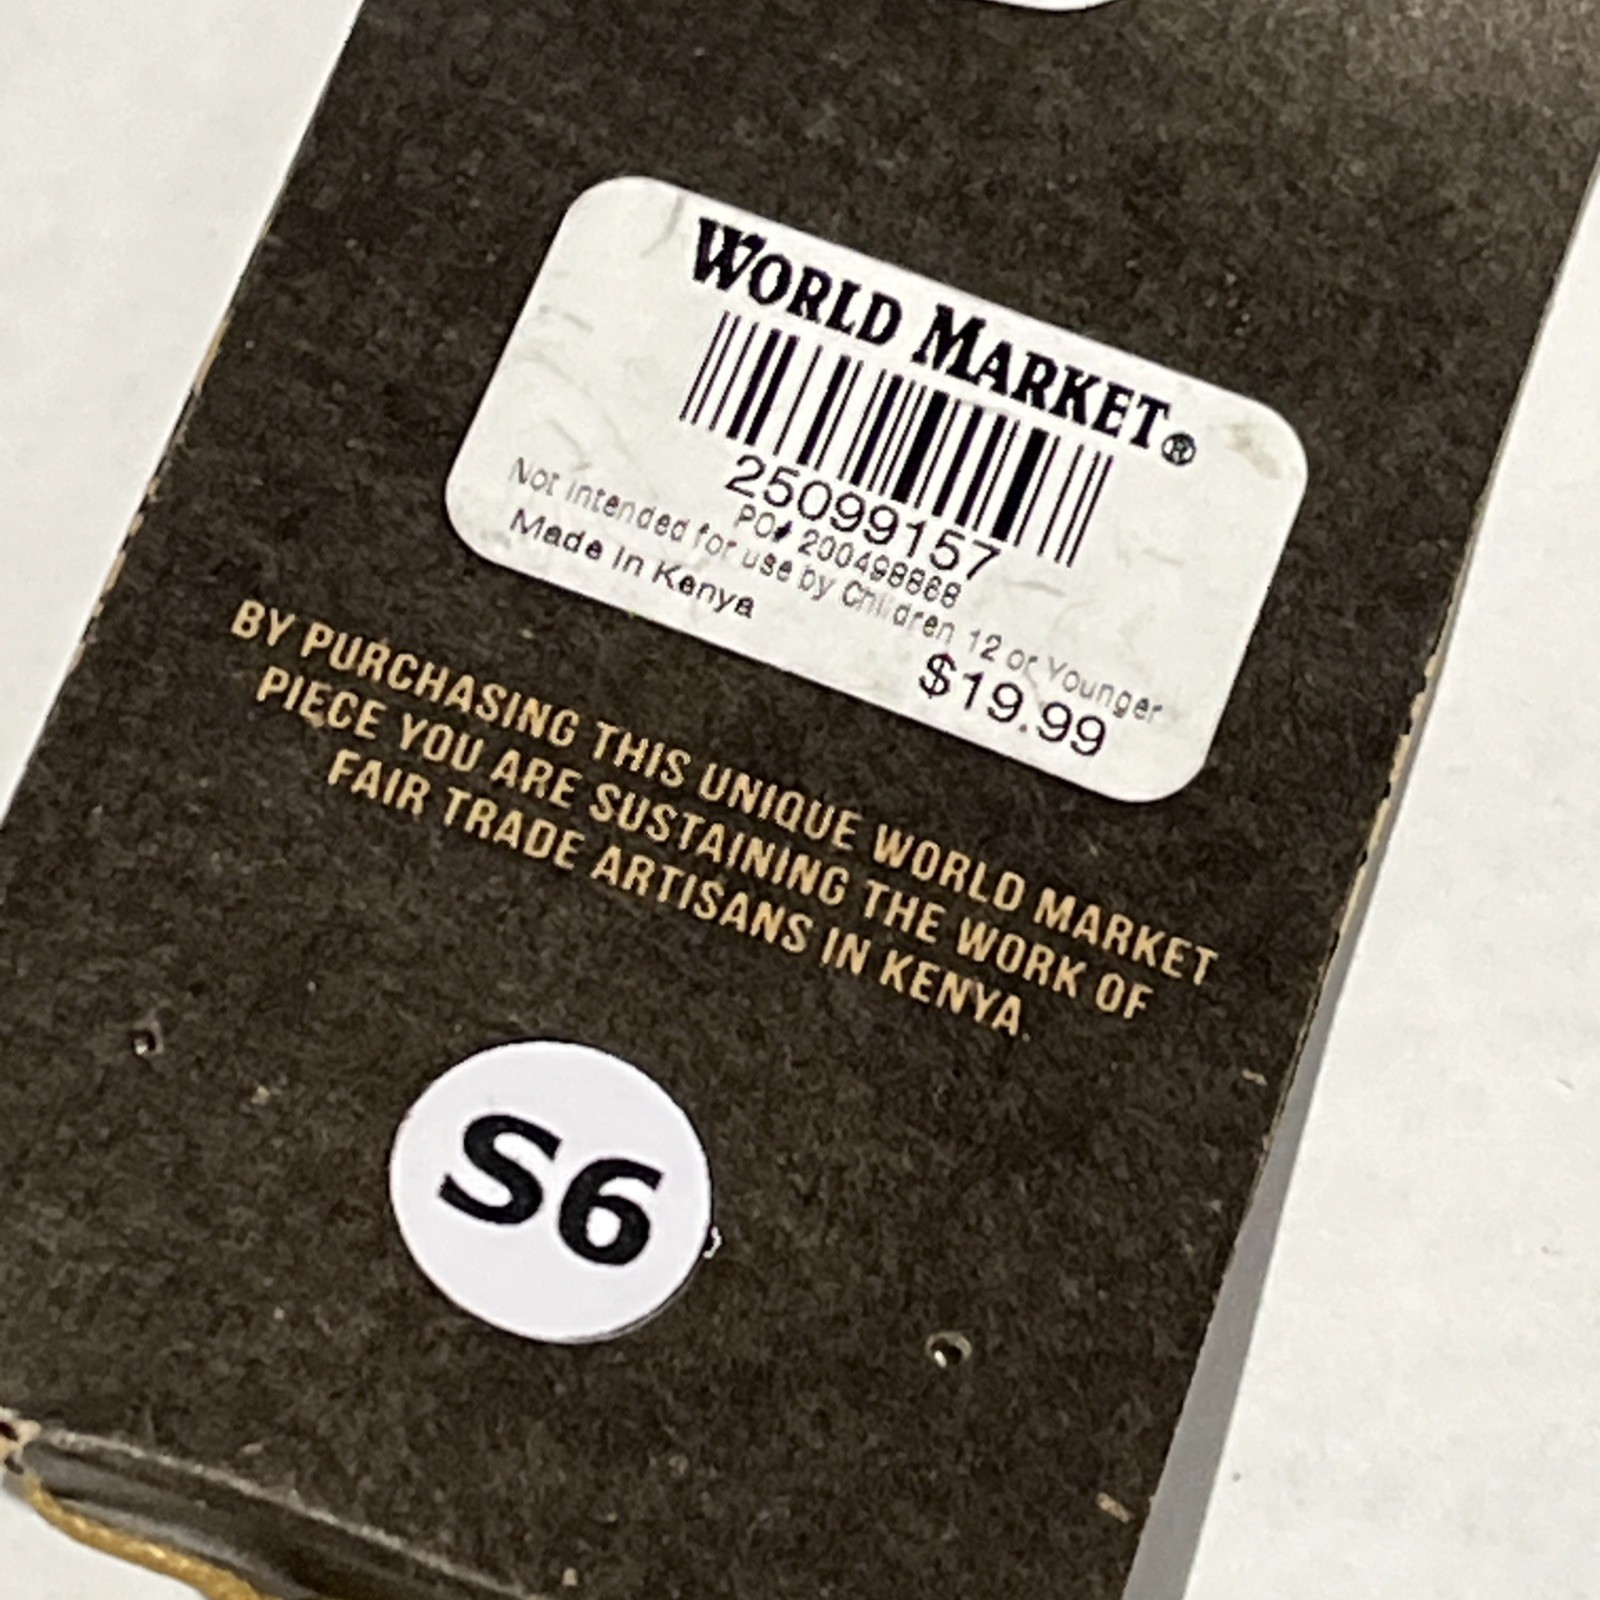 WORLD MARKET®
25099157
PO# 200498868
Not intended for use by Children 12 or Younger
Made in Kenya
$19.99
BY PURCHASING THIS UNIQUE WORLD MARKET
PIECE YOU ARE SUSTAINING THE WORK OF
FAIR TRADE ARTISANS IN KENYA.
S6